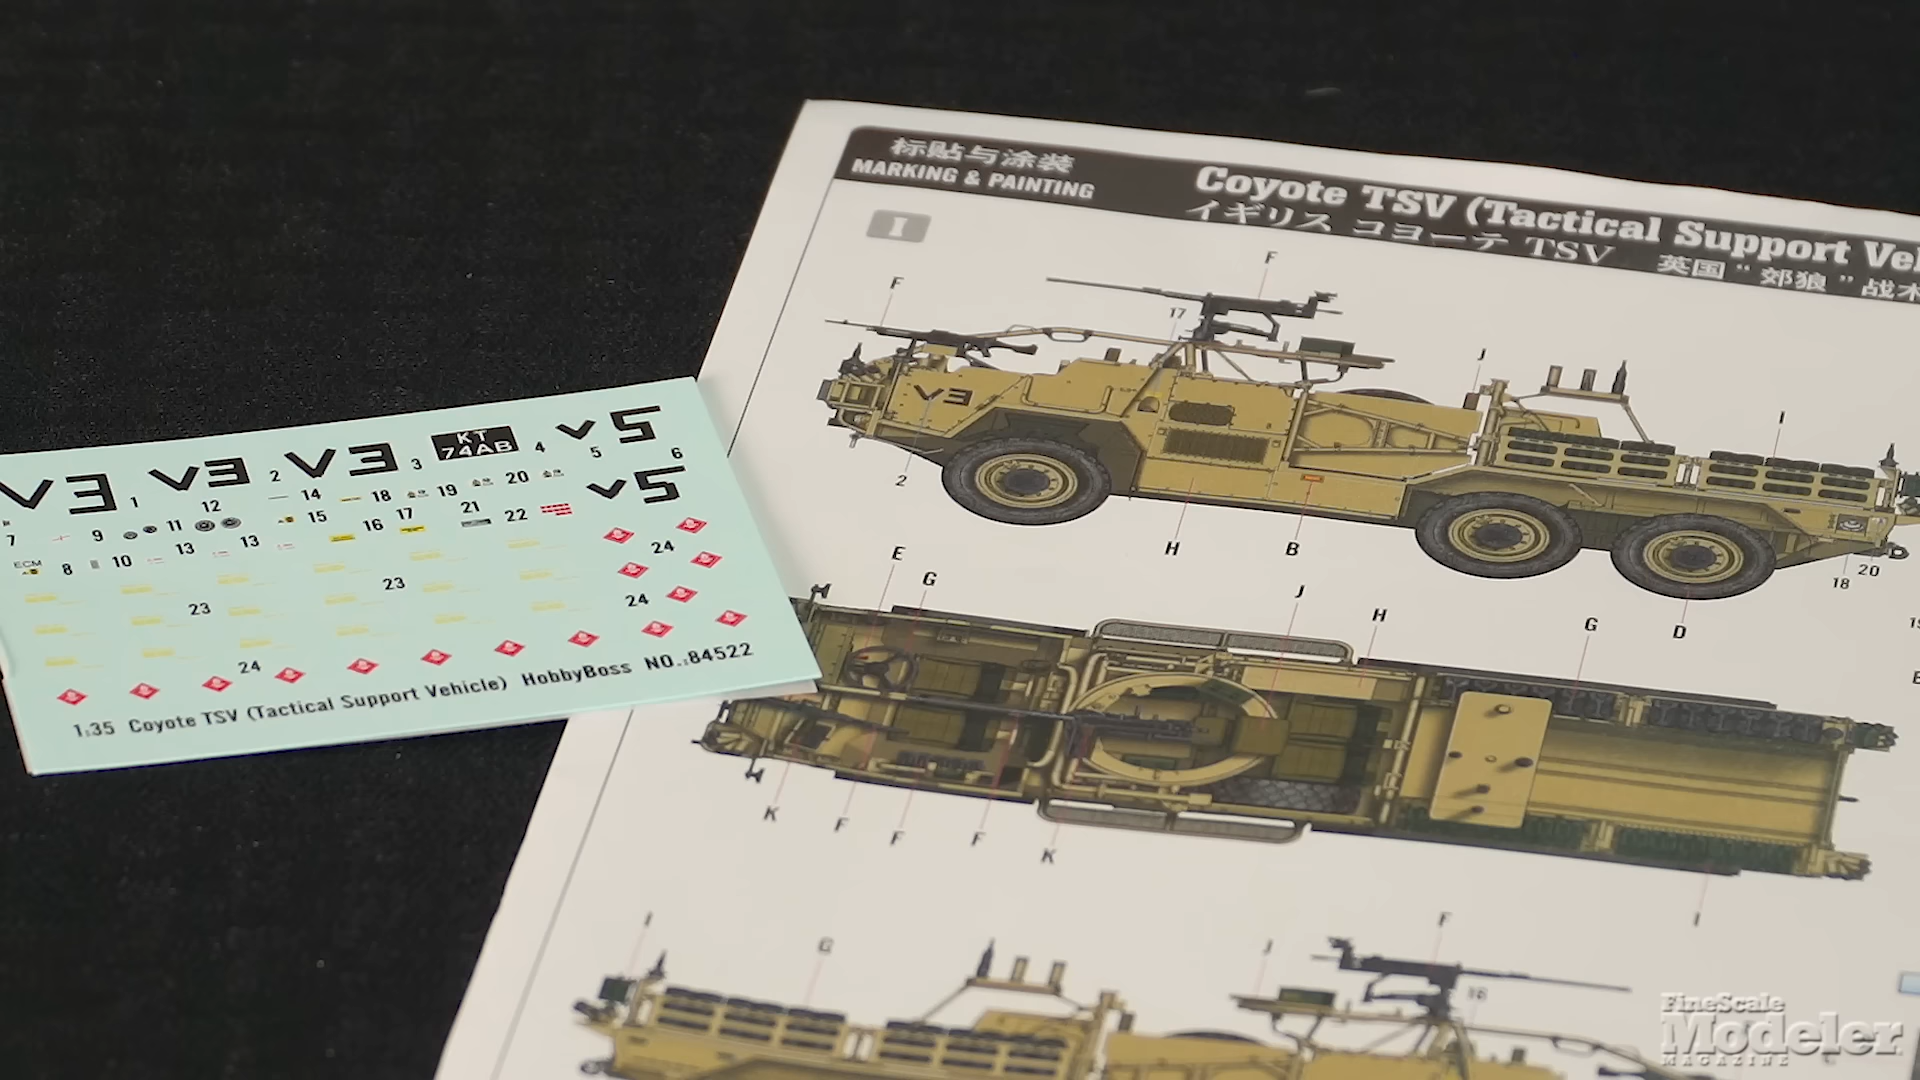 标贴与涂装
MARKING & PAINTING
Coyote TSV (Tactical Support
イギリス コヨーテ TSV 英国“郊狼”战术
I
F
F
17
J
I
V3
2
H
B
D
18
20
E
G
J
H
G
K
F
F
F
K
I
I
G
J
F
16
V3 1 V3 2 V3 3 KT 74AB 4 V5 5 6
12 14 18 19 20
7 9 11 15 16 17 21 22 V5
ECM 8 10 13 13 24
23 23
24
24
1:35 Coyote TSV (Tactical Support Vehicle) HobbyBoss NO.:84522
FineScale
Modeler
MAGAZINE